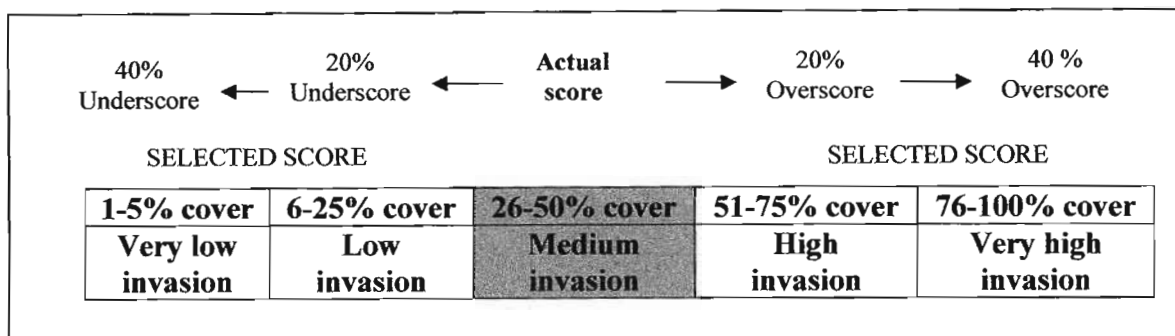 40% Underscore 20% Underscore Actual score 20% Overscore 40 % Overscore
SELECTED SCORE SELECTED SCORE
1-5% cover 6-25% cover 26-50% cover 51-75% cover 76-100% cover
Very low invasion Low invasion Medium invasion High invasion Very high invasion